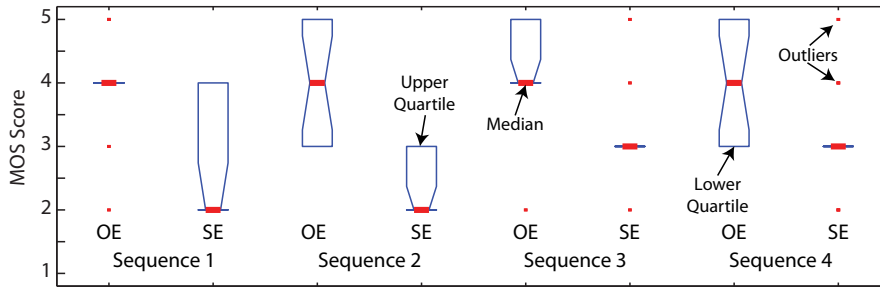 MOS Score
5
4
3
2
1
Upper
Quartile
Median
Lower
Quartile
Outliers
OE SE OE SE OE SE OE SE
Sequence 1 Sequence 2 Sequence 3 Sequence 4